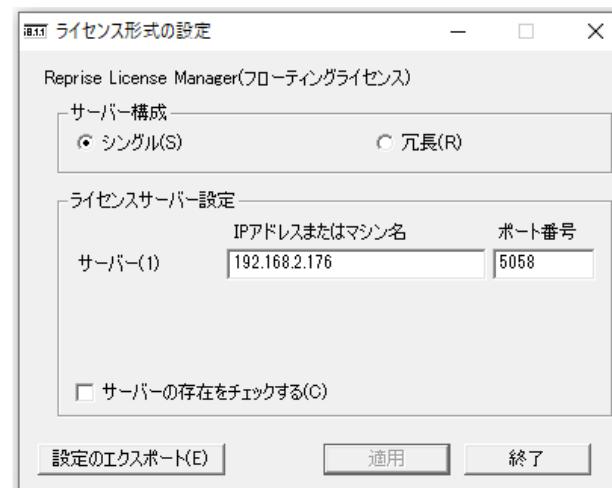 ライセンス形式の設定
Reprise License Manager(フローティングライセンス)
サーバー構成
シングル(S) 冗長(R)
ライセンスサーバー設定
IPアドレスまたはマシン名 ポート番号
サーバー(1) 192.168.2.176 5058
サーバーの存在をチェックする(C)
設定のエクスポート(E) 適用 終了